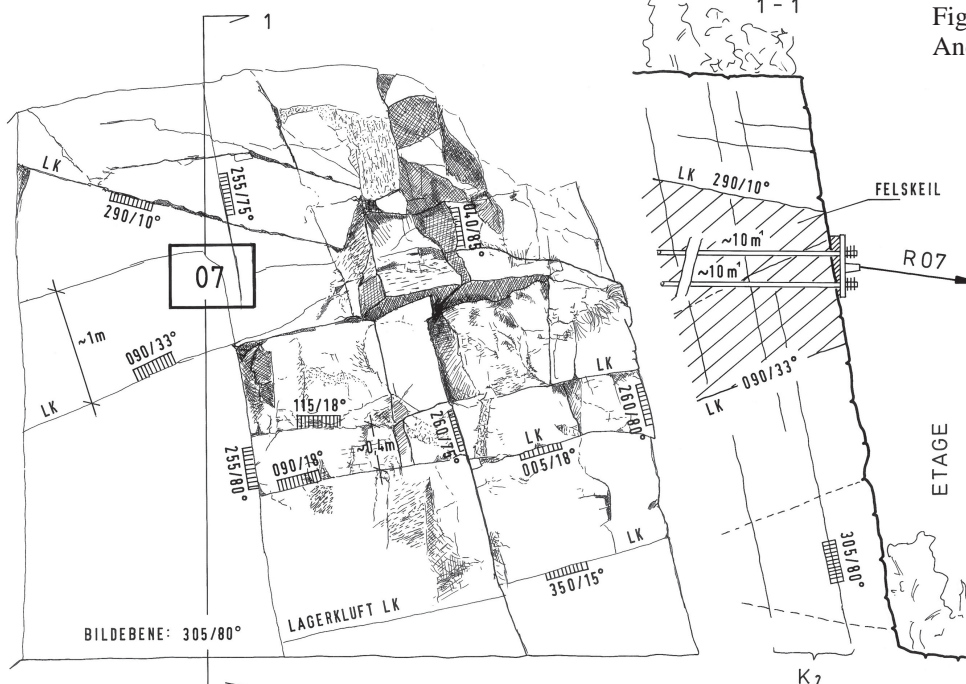 1
1-1
Fig
An
LK
290/10°
255/75°
040/85°
07
~1m
090/33°
LK
115/18°
~0,4m
255/80°
090/18°
260/75°
LK
005/18°
LK
260/80°
LK
350/15°
LAGERKLUFT LK
BILDEBENE: 305/80°
LK 290/10°
FELSKEIL
~10m¹
~10m¹
R07
090/33°
LK
ETAGE
305/80°
K₂